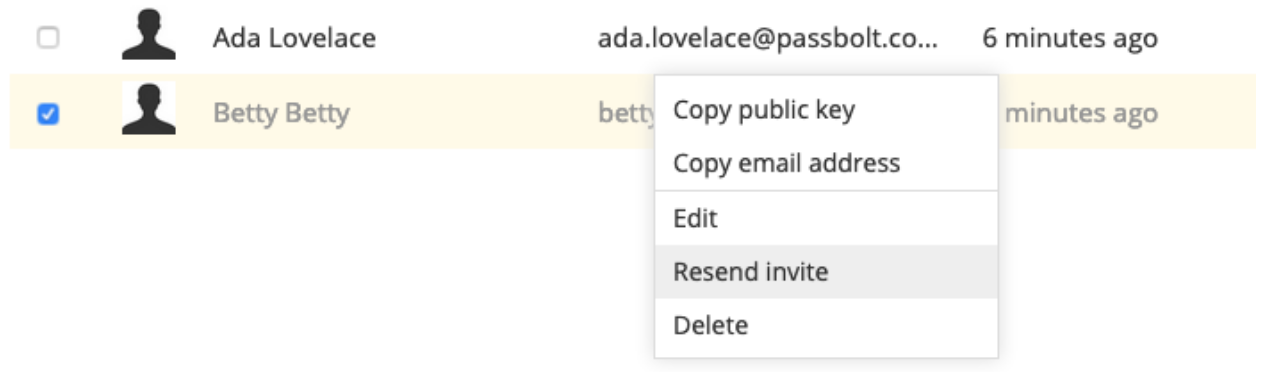 Ada Lovelace ada.lovelace@passbolt.co... 6 minutes ago
Betty Betty betty minutes ago
Copy public key
Copy email address
Edit
Resend invite
Delete